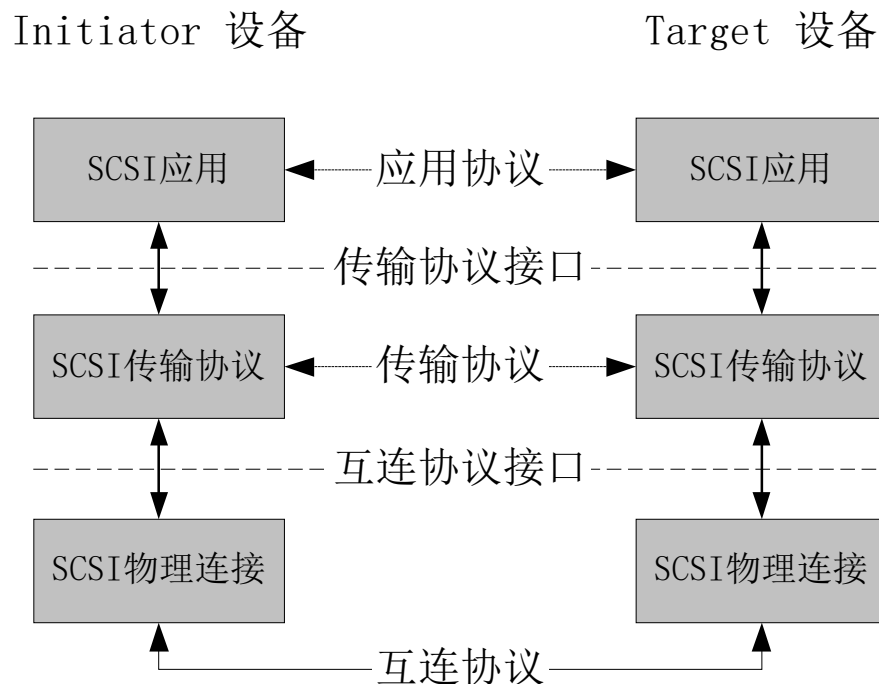 Initiator 设备 Target 设备
SCSI应用 应用协议 SCSI应用
传输协议接口
SCSI传输协议 传输协议 SCSI传输协议
互连协议接口
SCSI物理连接 SCSI物理连接
互连协议